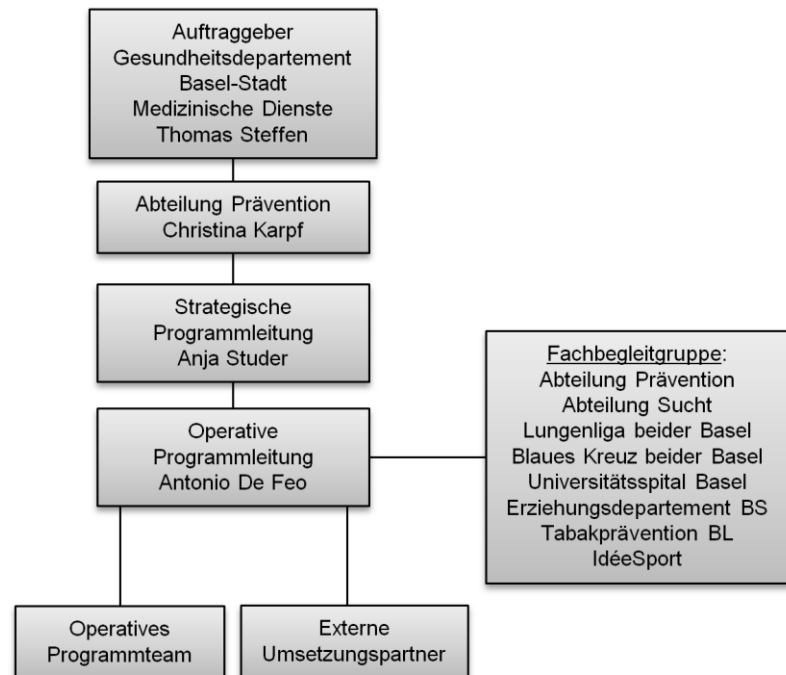 Auftraggeber
Gesundheitsdepartement
Basel-Stadt
Medizinische Dienste
Thomas Steffen
Abteilung Prävention
Christina Karpf
Strategische
Programmleitung
Anja Studer
Operative
Programmleitung
Antonio De Feo
Fachbegleitgruppe:
Abteilung Prävention
Abteilung Sucht
Lungenliga beider Basel
Blaues Kreuz beider Basel
Universitätsspital Basel
Erziehungsdepartement BS
Tabakprävention BL
IdéeSport
Operatives
Programmteam
Externe
Umsetzungspartner